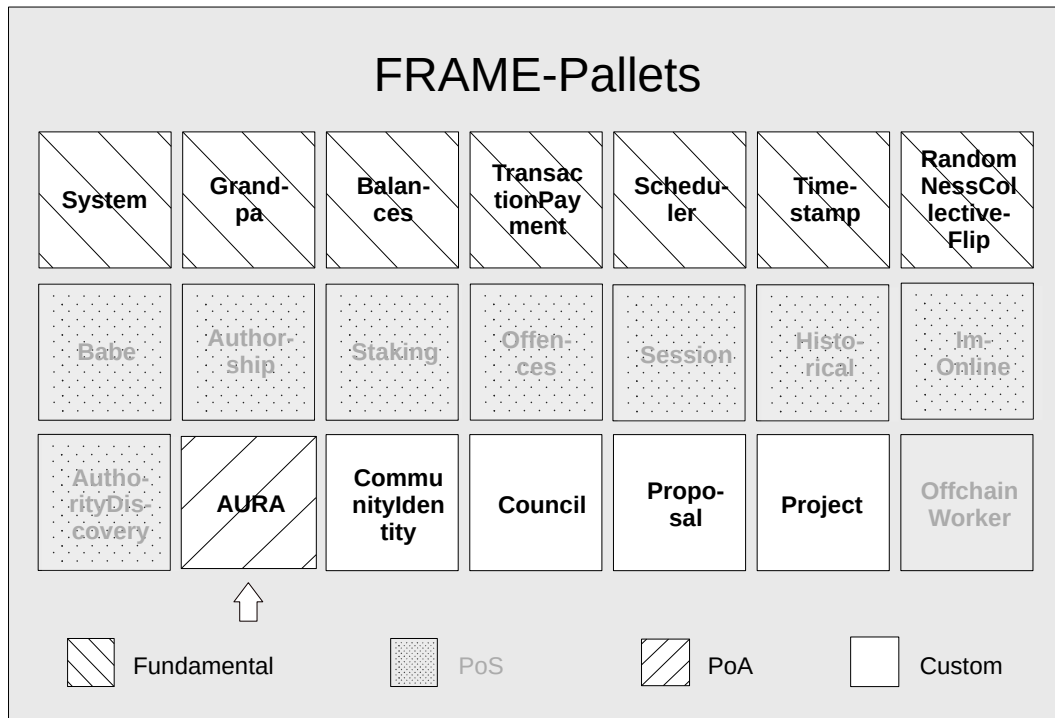 FRAME-Pallets
System
Grand-
pa
Balan-
ces
Transac
tionPay
ment
Schedu-
ler
Time-
stamp
Random
NessCol
lective-
Flip
Babe
Author-
ship
Staking
Offen-
ces
Session
Histo-
rical
Im-
Online
Autho-
rityDis-
covery
AURA
Commu
nityIden
tity
Council
Propo-
sal
Project
Offchain
Worker
Fundamental
PoS
PoA
Custom